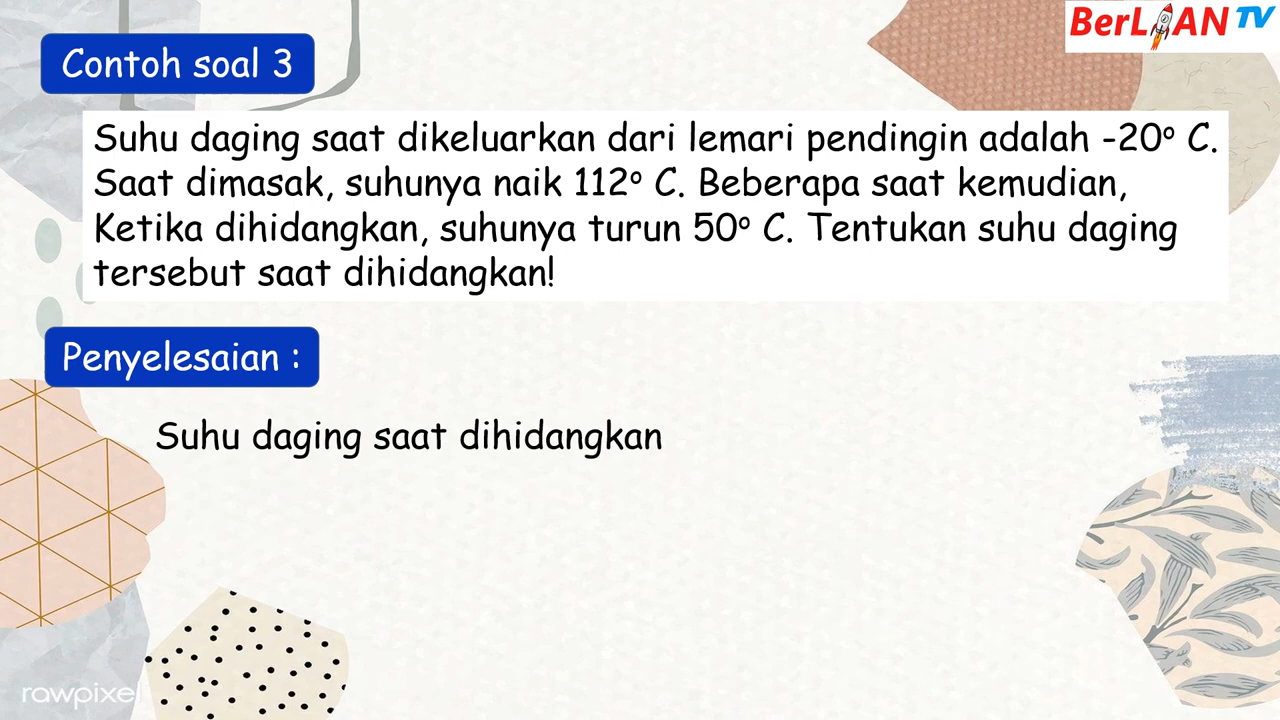 BerLIAN TV
Contoh soal 3
Suhu daging saat dikeluarkan dari lemari pendingin adalah -20° C.
Saat dimasak, suhunya naik 112° C. Beberapa saat kemudian,
Ketika dihidangkan, suhunya turun 50° C. Tentukan suhu daging
tersebut saat dihidangkan!
Penyelesaian :
Suhu daging saat dihidangkan
rawpixel